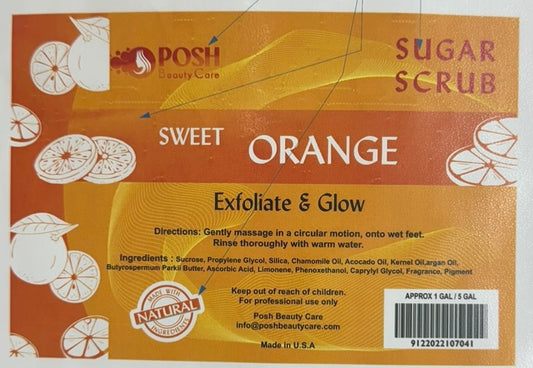 POSH
Beauty Care
SUGAR
SCRUB
SWEET
ORANGE
Exfoliate & Glow
Directions: Gently massage in a circular motion, onto wet feet.
Rinse thoroughly with warm water.
Ingredients : Sucrose, Propylene Glycol, Silica, Chamomile Oil, Acocado Oil, Kernel Oil,argan Oil,
Butyrospermum Parkii Butter, Ascorbic Acid, Limonene, Phenoxethanol, Caprylyl Glycol, Fragrance, Pigment
MADE WITH
NATURAL
INGREDIENTS
Keep out of reach of children.
For professional use only
Posh Beauty Care
info@poshbeautycare.com
Made in U.S.A
APPROX 1 GAL / 5 GAL
9122022107041